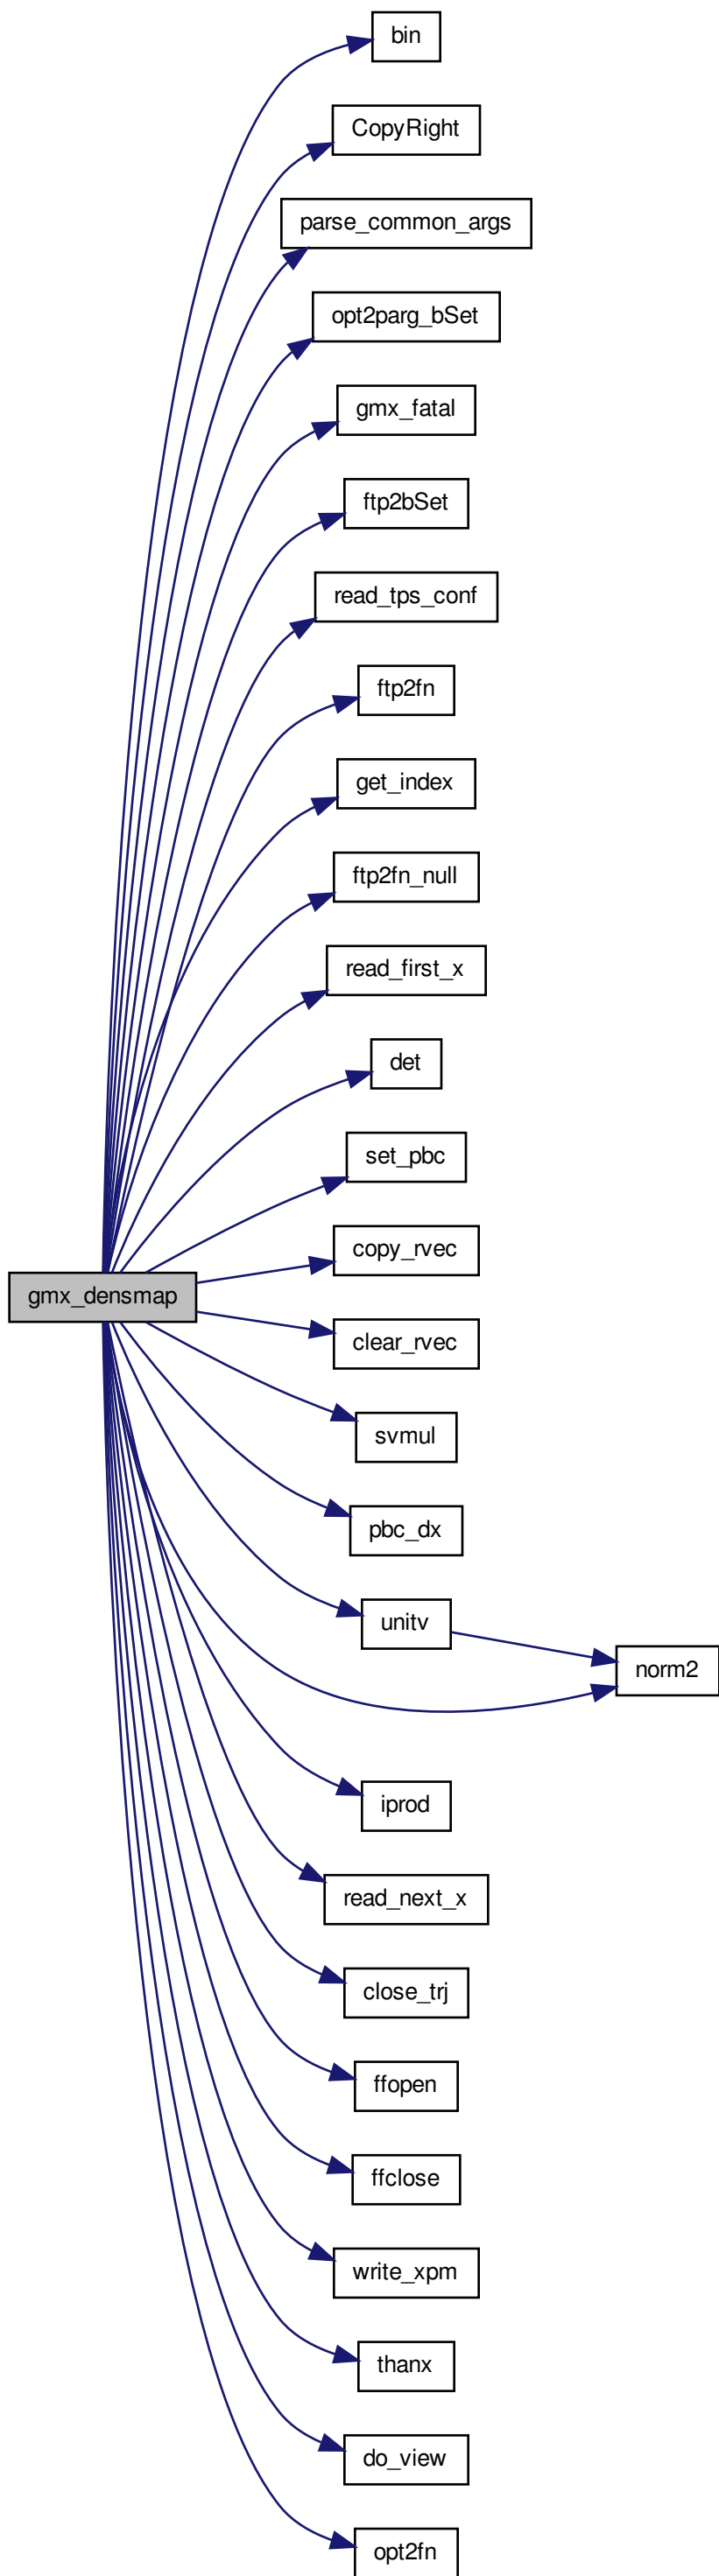 bin
CopyRight
parse_common_args
opt2parg_bSet
gmx_fatal
ftp2bSet
read_tps_conf
ftp2fn
get_index
ftp2fn_null
read_first_x
det
set_pbc
copy_rvec
gmx_densmap
clear_rvec
svmul
pbc_dx
unitv
norm2
iprod
read_next_x
close_trj
ffopen
ffclose
write_xpm
thanx
do_view
opt2fn